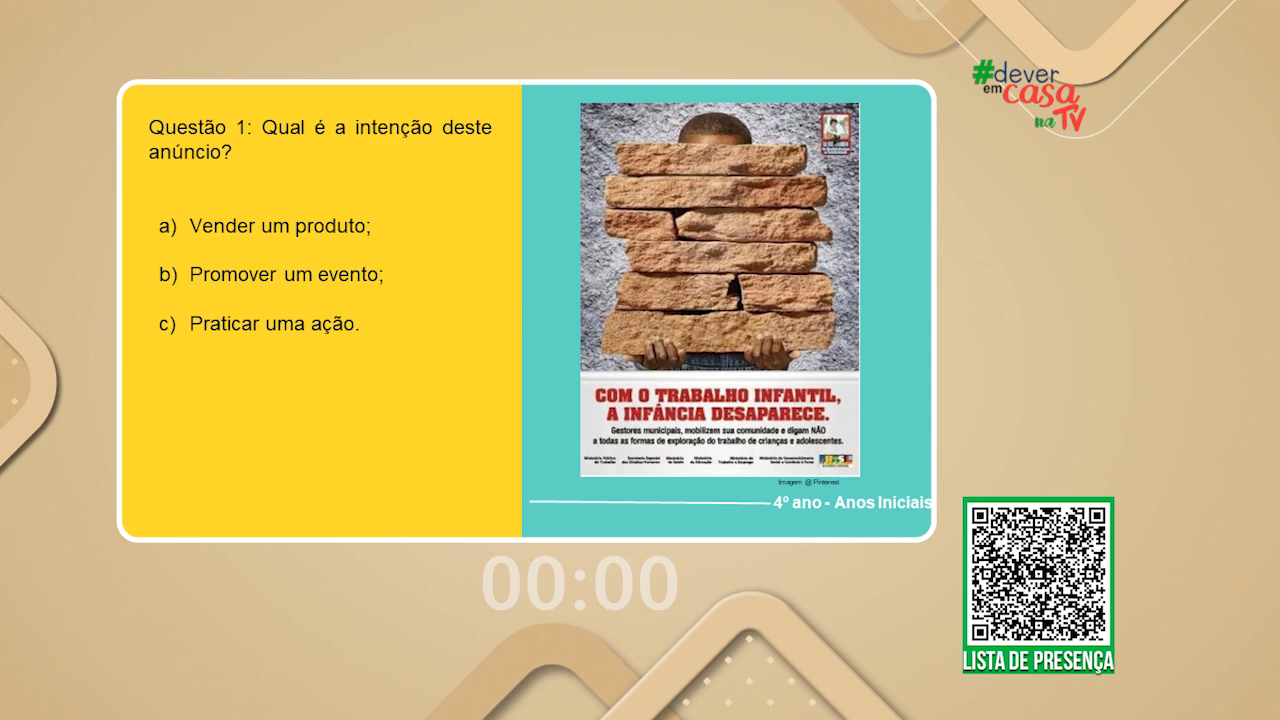 #dever
em casa
na TV
Questão 1: Qual é a intenção deste
anúncio?
a) Vender um produto;
b) Promover um evento;
c) Praticar uma ação.
COM O TRABALHO INFANTIL,
A INFÂNCIA DESAPARECE.
Gestores municipais, mobilizem sua comunidade e digam NÃO
a todas as formas de exploração do trabalho de crianças e adolescentes.
Imagem @ Pinterest
4º ano - Anos Iniciais
00:00
LISTA DE PRESENÇA